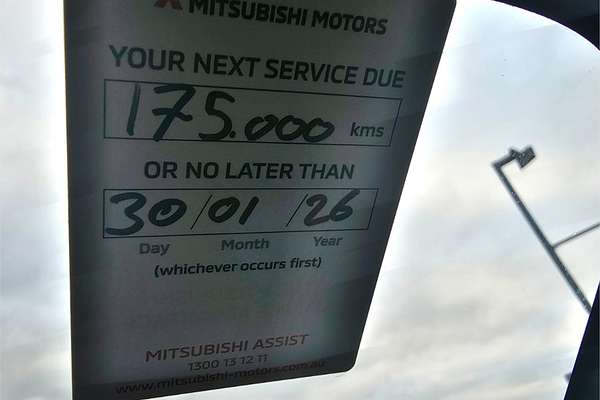 MITSUBISHI MOTORS
YOUR NEXT SERVICE DUE
175.000 kms
OR NO LATER THAN
30/01/26
Day Month Year
(whichever occurs first)
MITSUBISHI ASSIST
1300 13 12 11
www.mitsubishi-motors.com.au